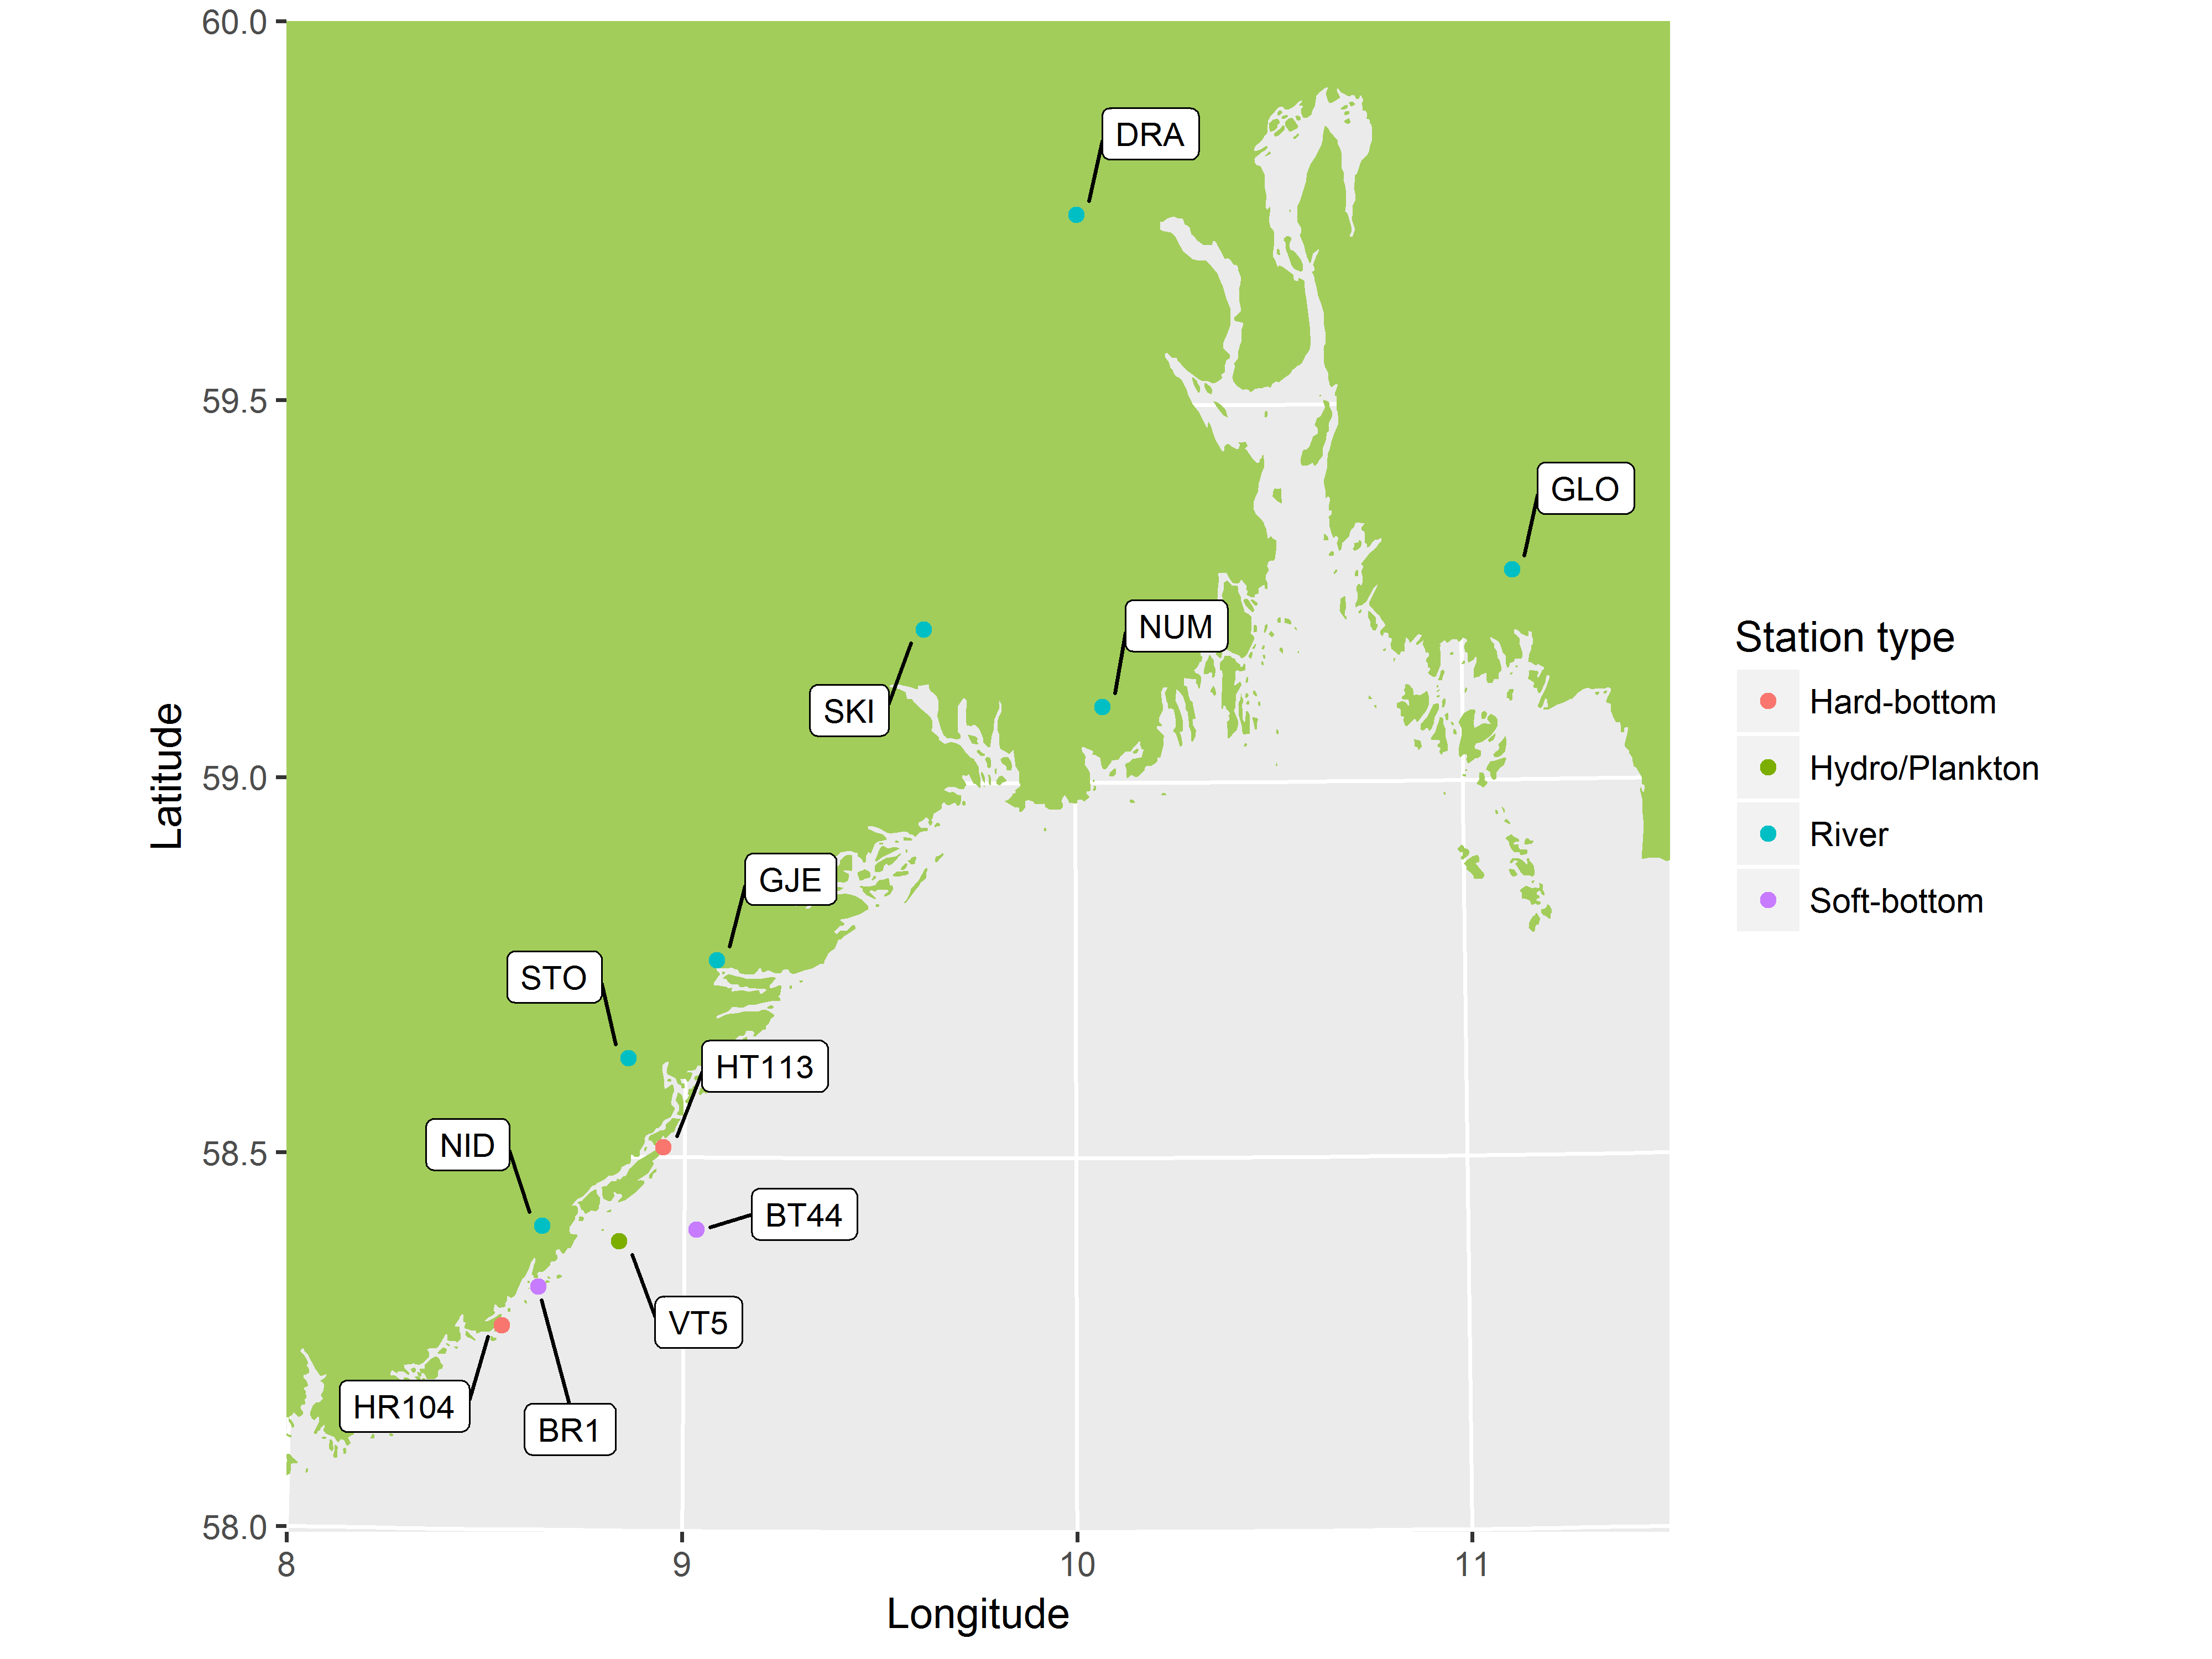 60.0
DRA
59.5
GLO
NUM
SKI
59.0
GJE
STO
HT113
58.5
NID
BT44
VT5
HR104
BR1
58.0
8
9
10
11
Longitude
Latitude
Station type
Hard-bottom
Hydro/Plankton
River
Soft-bottom